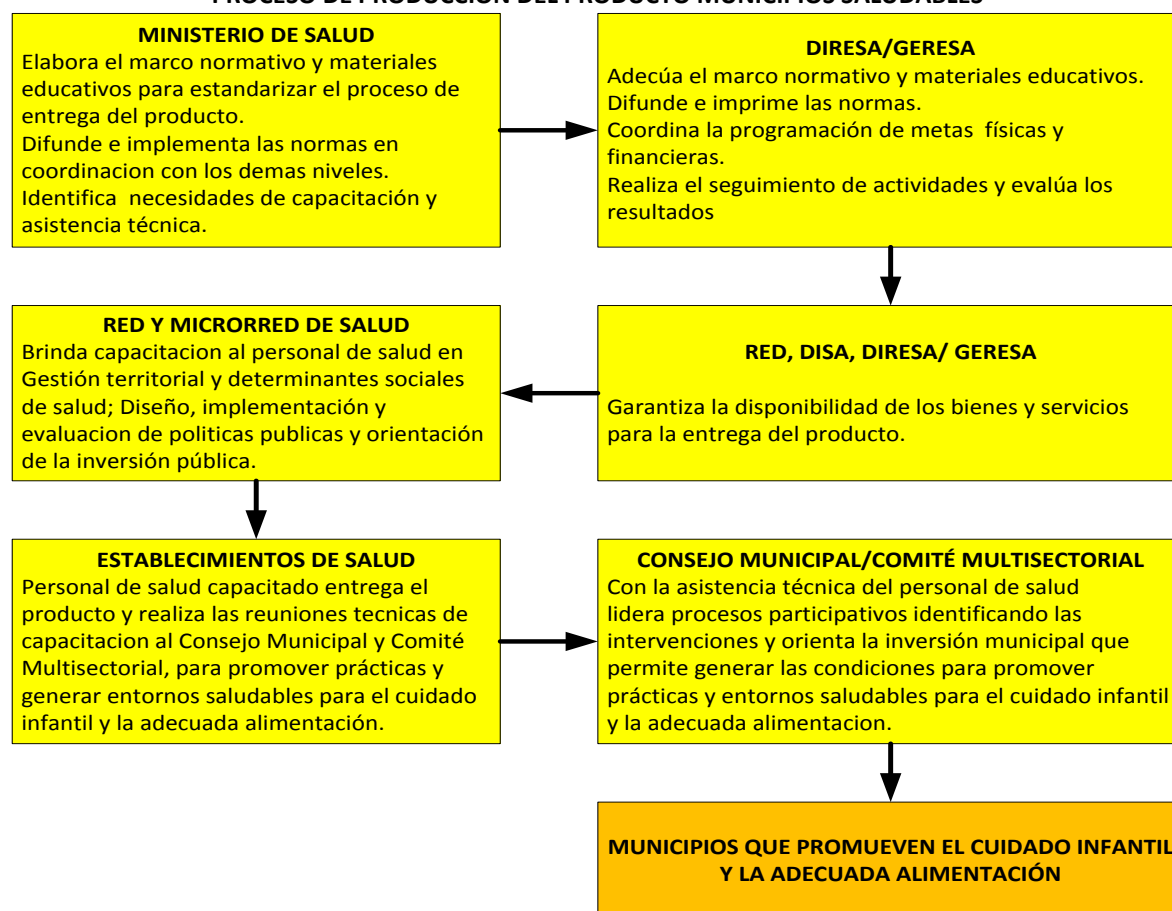 PROCESO DE PRODUCCIÓN DEL PRODUCTO MUNICIPIOS SALUDABLES
MINISTERIO DE SALUD
Elabora el marco normativo y materiales
educativos para estandarizar el proceso de
entrega del producto.
Difunde e implementa las normas en
coordinacion con los demas niveles.
Identifica necesidades de capacitación y
asistencia técnica.
DIRESA/GERESA
Adecúa el marco normativo y materiales educativos.
Difunde e imprime las normas.
Coordina la programación de metas físicas y
financieras.
Realiza el seguimiento de actividades y evalúa los
resultados
RED, DISA, DIRESA/ GERESA
Garantiza la disponibilidad de los bienes y servicios
para la entrega del producto.
RED Y MICRORRED DE SALUD
Brinda capacitacion al personal de salud en
Gestión territorial y determinantes sociales
de salud; Diseño, implementación y
evaluacion de politicas publicas y orientación
de la inversión pública.
ESTABLECIMIENTOS DE SALUD
Personal de salud capacitado entrega el
producto y realiza las reuniones tecnicas de
capacitacion al Consejo Municipal y Comité
Multisectorial, para promover prácticas y
generar entornos saludables para el cuidado
infantil y la adecuada alimentación.
CONSEJO MUNICIPAL/COMITÉ MULTISECTORIAL
Con la asistencia técnica del personal de salud
lidera procesos participativos identificando las
intervenciones y orienta la inversión municipal que
permite generar las condiciones para promover
prácticas y entornos saludables para el cuidado infantil
y la adecuada alimentacion.
MUNICIPIOS QUE PROMUEVEN EL CUIDADO INFANTIL
Y LA ADECUADA ALIMENTACIÓN